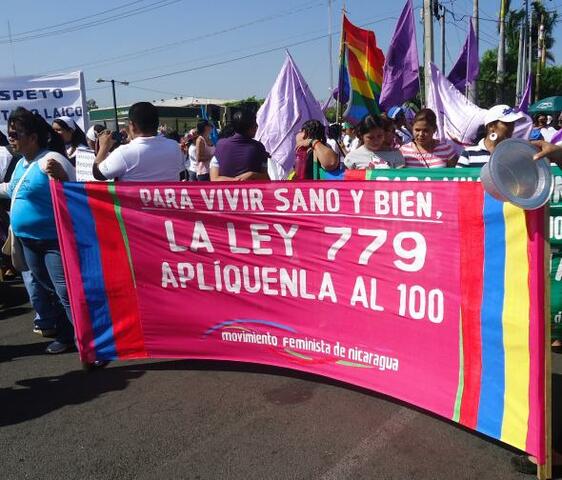 SPETO
PARA VIVIR SANO Y BIEN,
LA LEY 779
APLÍQUENLA AL 100
movimiento feminista de nicaragua